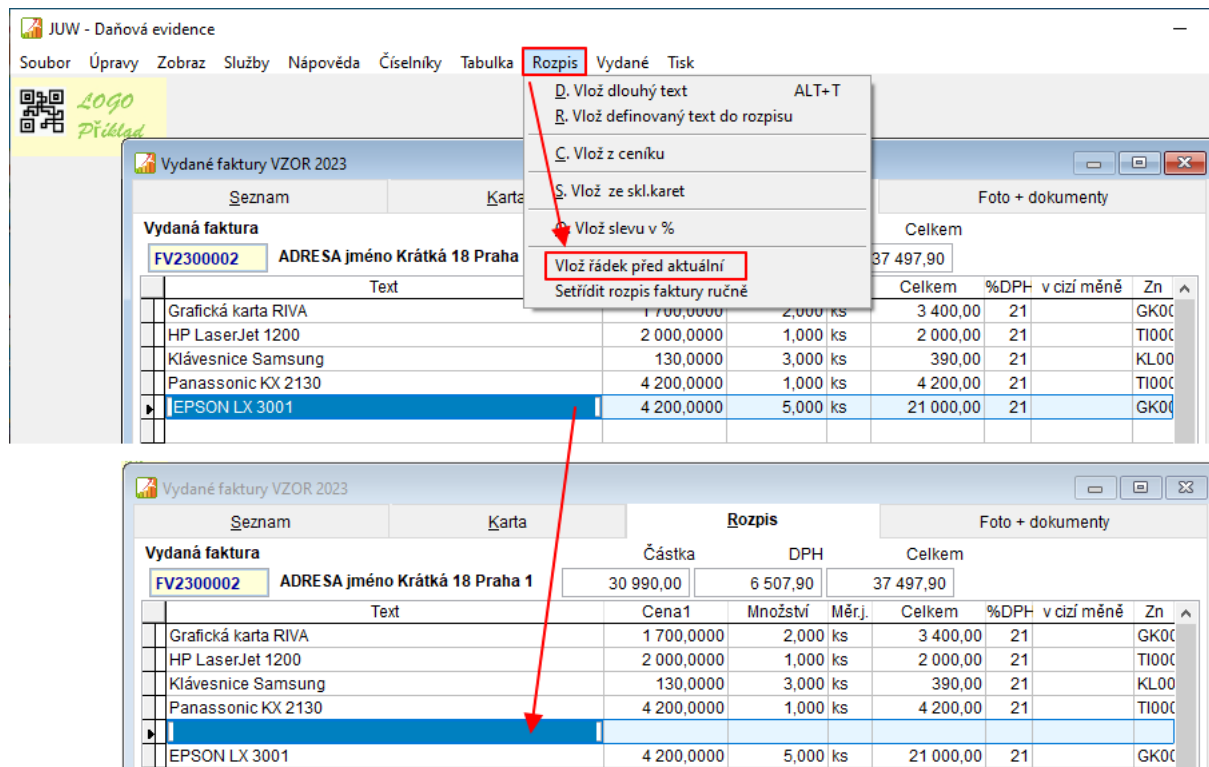 JUW - Daňová evidence
Soubor Úpravy Zobraz Služby Nápověda Číselníky Tabulka Rozpis Vydané Tisk
LOGO
Příklad
D. Vlož dlouhý text ALT+T
R. Vlož definovaný text do rozpisu
C. Vlož z ceníku
S. Vlož ze skl.karet
Vlož slevu v %
Vlož řádek před aktuální
Setřídit rozpis faktury ručně
Vydané faktury VZOR 2023
Seznam Karta Foto + dokumenty
Vydaná faktura Celkem
FV2300002 ADRESA jméno Krátká 18 Praha 37 497,90
Text Celkem %DPH v cizí měně Zn
Grafická karta RIVA 1 700,0000 2,000 ks 3 400,00 21 GK00
HP LaserJet 1200 2 000,0000 1,000 ks 2 000,00 21 TI000
Klávesnice Samsung 130,0000 3,000 ks 390,00 21 KL00
Panassonic KX 2130 4 200,0000 1,000 ks 4 200,00 21 TI000
EPSON LX 3001 4 200,0000 5,000 ks 21 000,00 21 GK00
Vydané faktury VZOR 2023
Seznam Karta Rozpis Foto + dokumenty
Vydaná faktura Částka DPH Celkem
FV2300002 ADRESA jméno Krátká 18 Praha 1 30 990,00 6 507,90 37 497,90
Text Cena1 Množství Měr.j. Celkem %DPH v cizí měně Zn
Grafická karta RIVA 1 700,0000 2,000 ks 3 400,00 21 GK00
HP LaserJet 1200 2 000,0000 1,000 ks 2 000,00 21 TI000
Klávesnice Samsung 130,0000 3,000 ks 390,00 21 KL00
Panassonic KX 2130 4 200,0000 1,000 ks 4 200,00 21 TI000
EPSON LX 3001 4 200,0000 5,000 ks 21 000,00 21 GK00